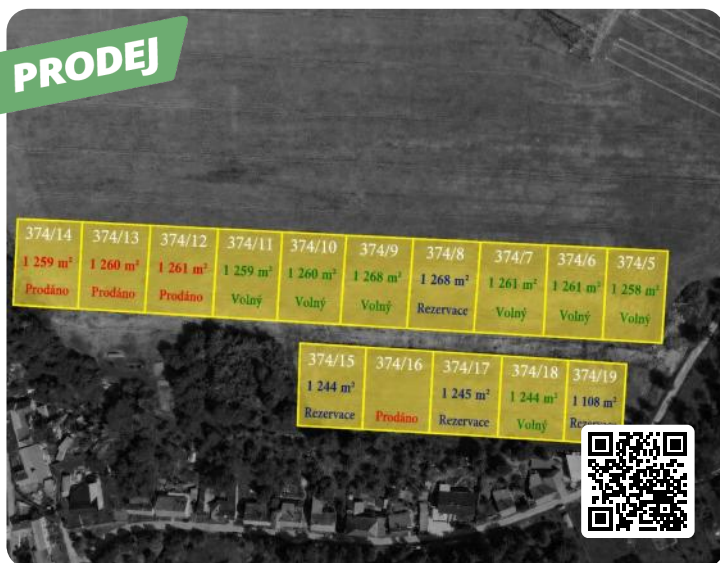 PRODEJ
374/14
1 259 m²
Prodáno
374/13
1 260 m²
Prodáno
374/12
1 261 m²
Prodáno
374/11
1 259 m²
Volný
374/10
1 260 m²
Volný
374/9
1 268 m²
Volný
374/8
1 268 m²
Rezervace
374/7
1 261 m²
Volný
374/6
1 261 m²
Volný
374/5
1 258 m²
Volný
374/15
1 244 m²
Rezervace
374/16
Prodáno
374/17
1 245 m²
Rezervace
374/18
1 244 m²
Volný
374/19
1 108 m²